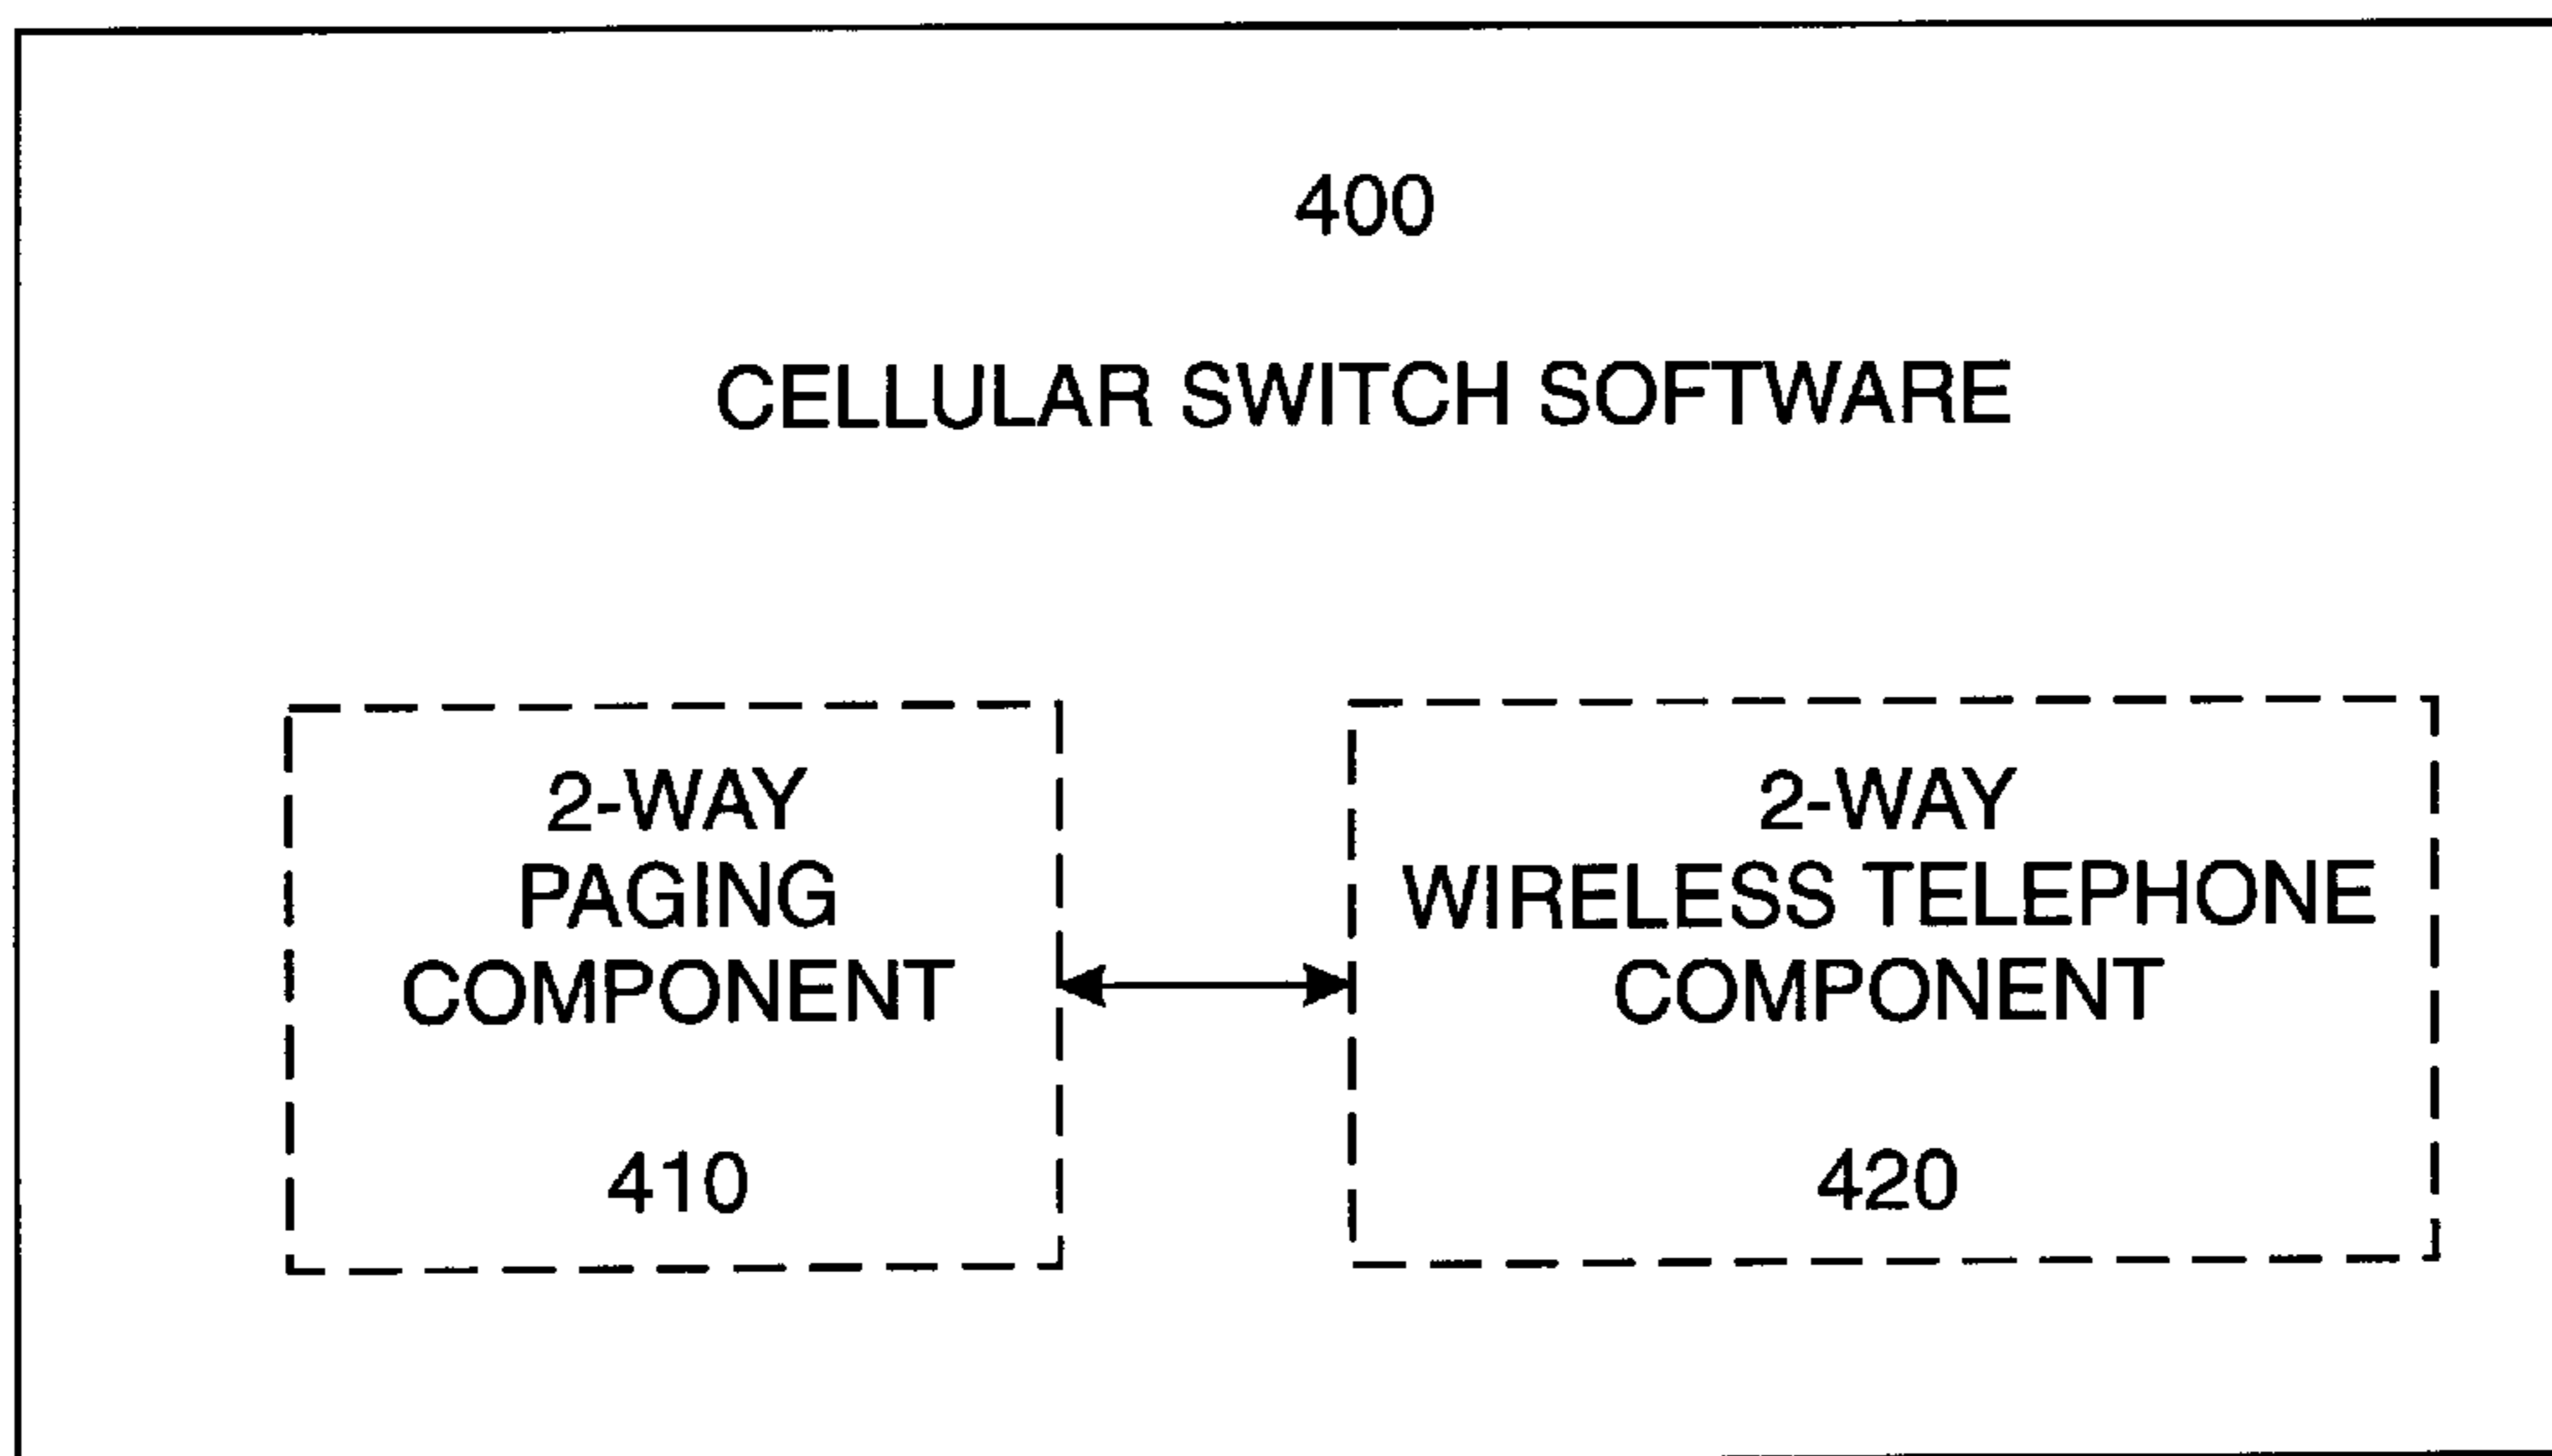 400
CELLULAR SWITCH SOFTWARE
2-WAY
PAGING
COMPONENT
410
2-WAY
WIRELESS TELEPHONE
COMPONENT
420